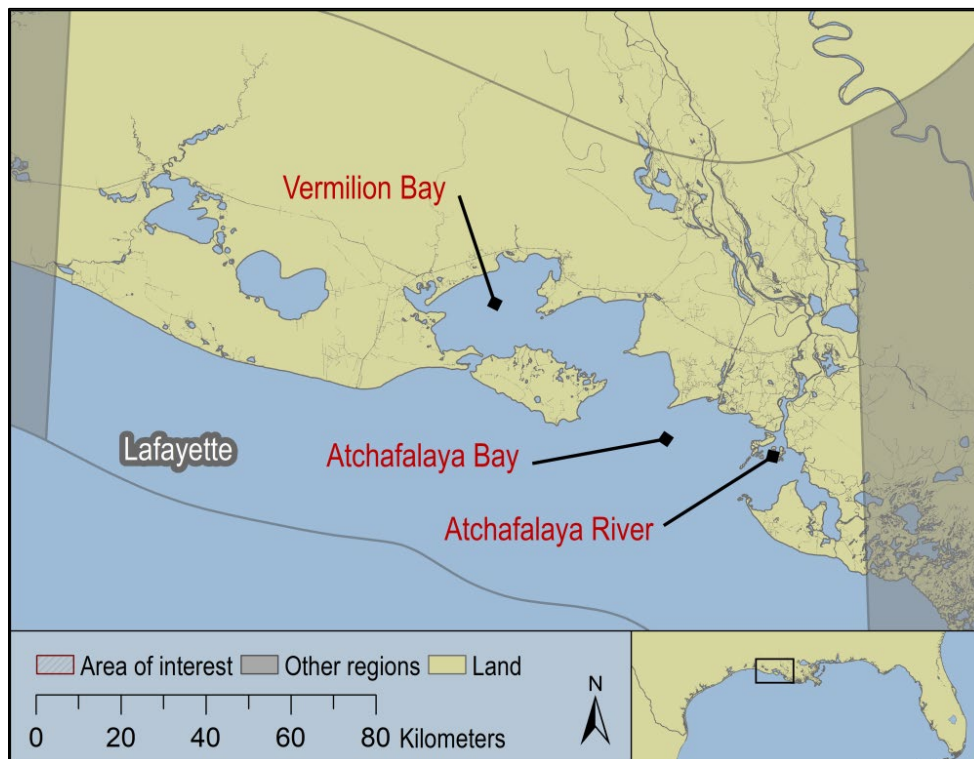 Vermilion Bay
Lafayette
Atchafalaya Bay
Atchafalaya River
Area of interest
Other regions
Land
0 20 40 60 80 Kilometers
N